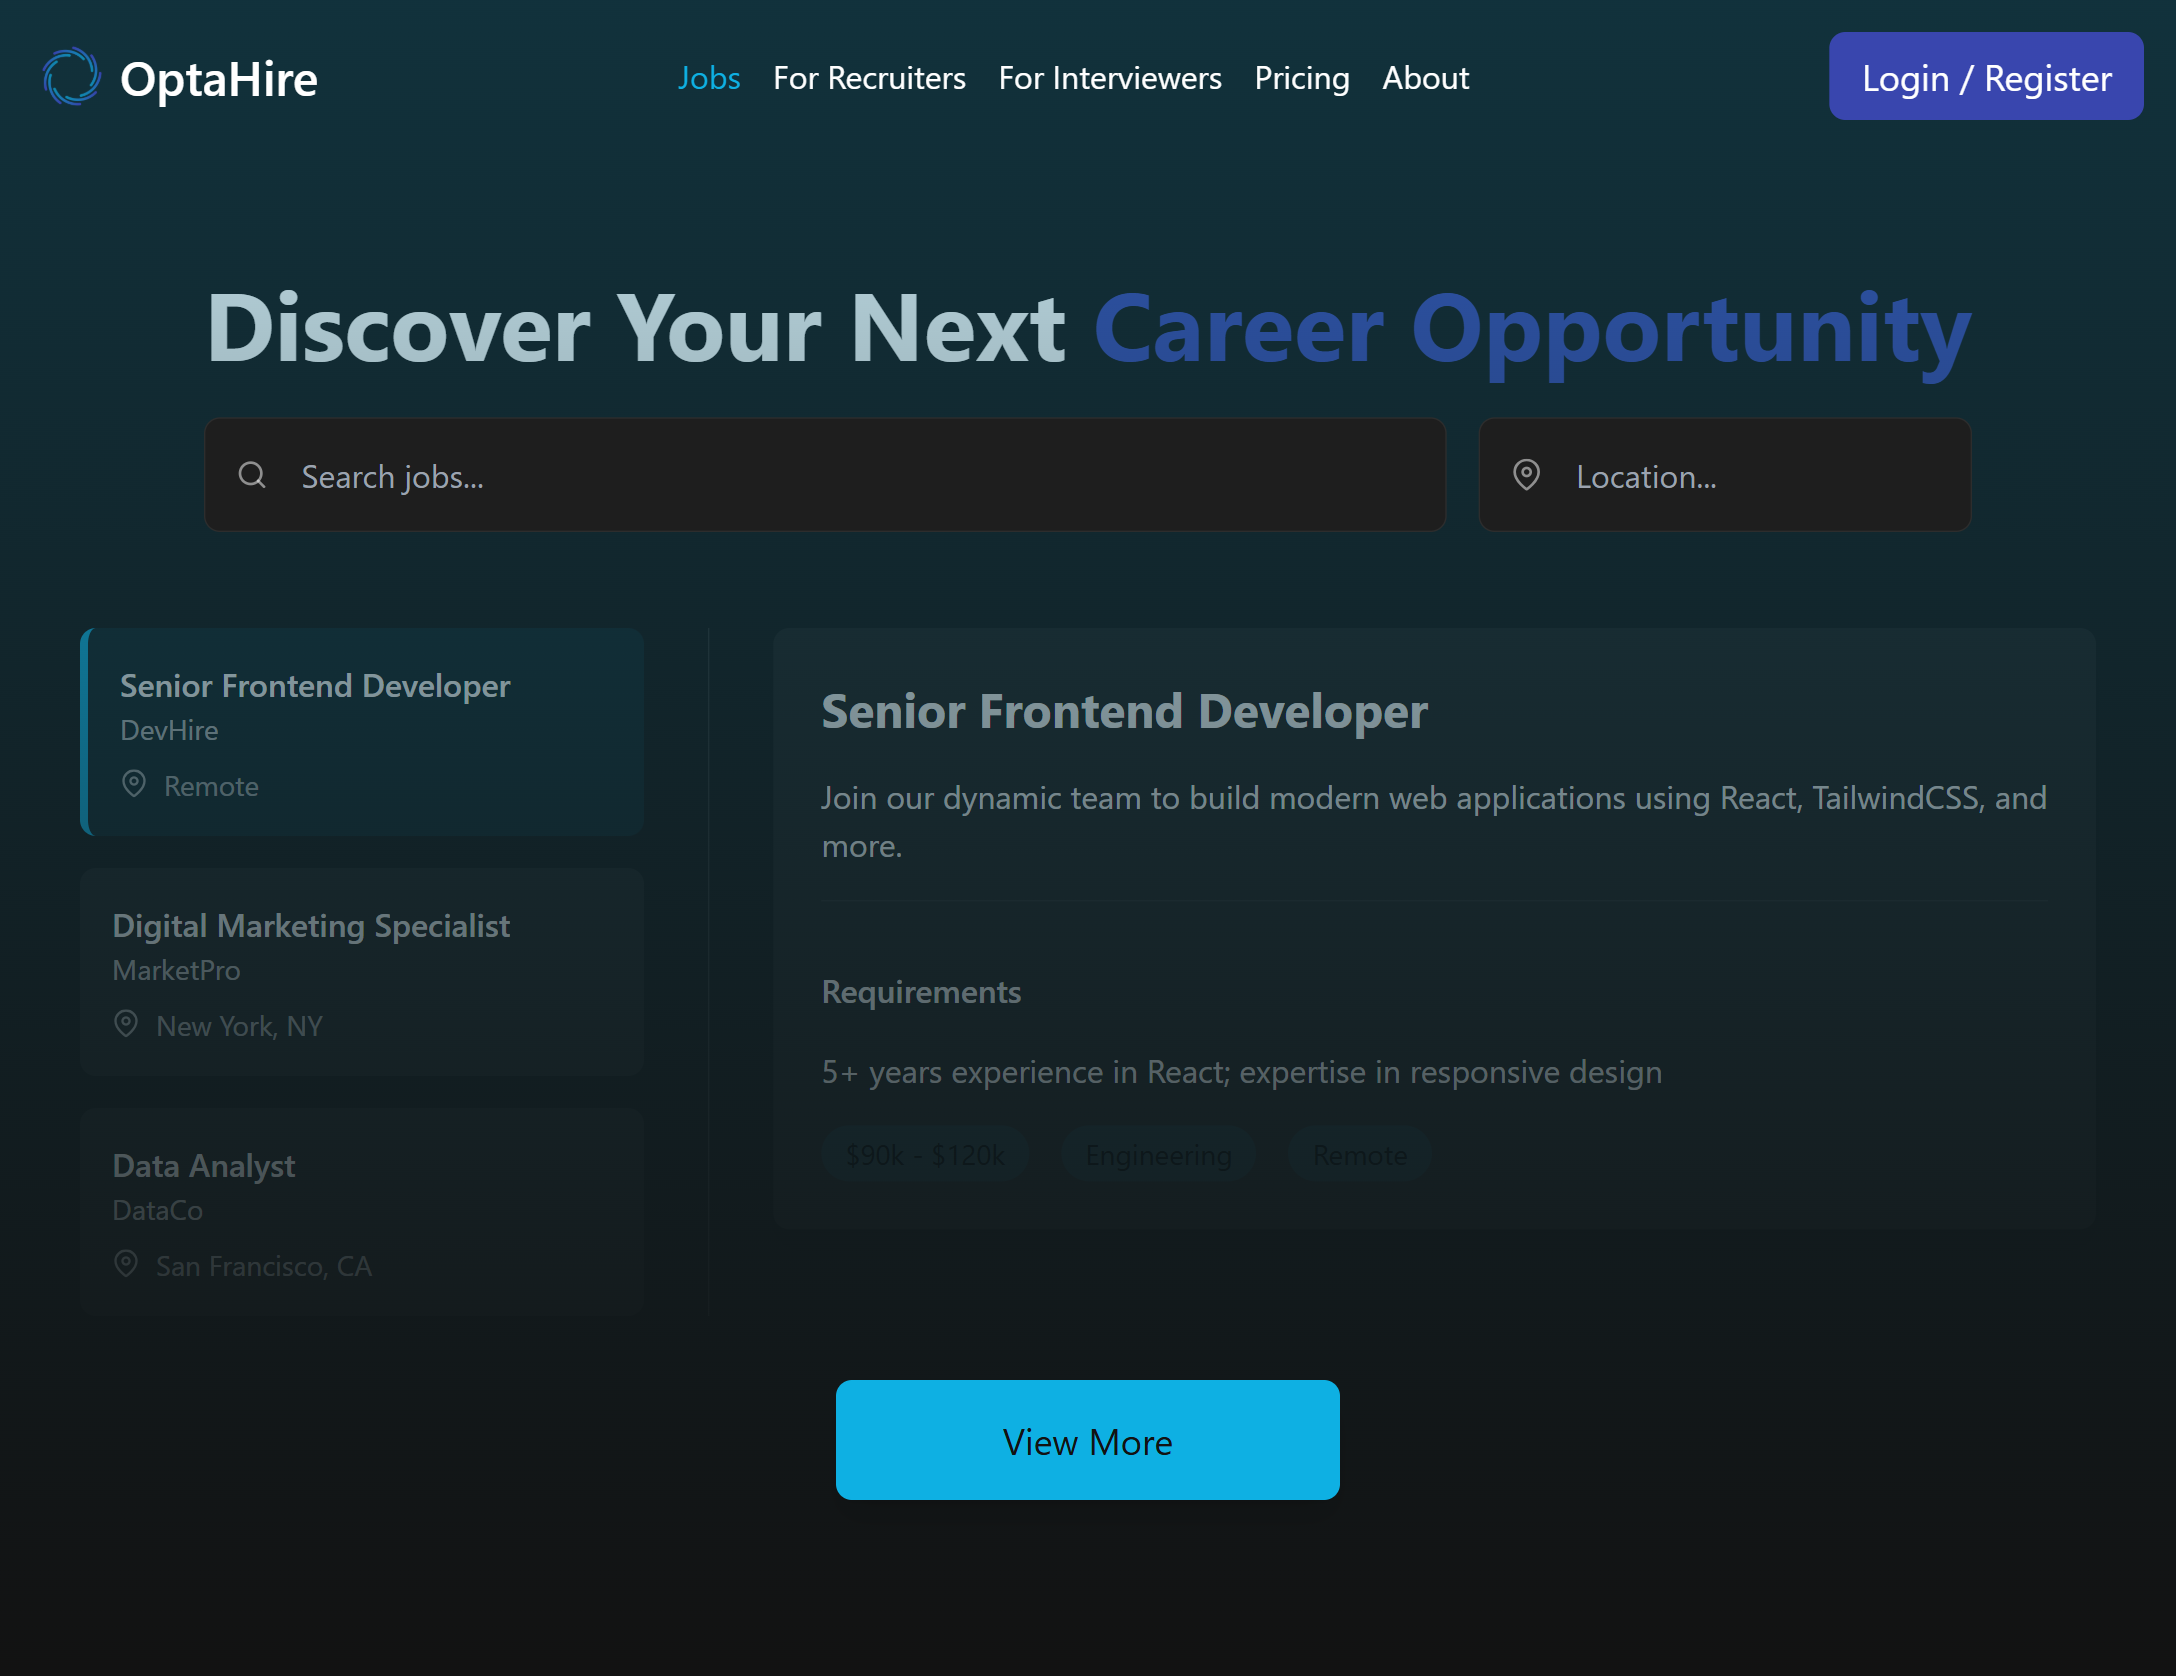 OptaHire
Jobs For Recruiters For Interviewers Pricing About
Login / Register
Discover Your Next Career Opportunity
Search jobs...
Location...
Senior Frontend Developer
DevHire
Remote
Digital Marketing Specialist
MarketPro
New York, NY
Data Analyst
DataCo
San Francisco, CA
Senior Frontend Developer
Join our dynamic team to build modern web applications using React, TailwindCSS, and
more.
Requirements
5+ years experience in React; expertise in responsive design
$90k - $120k Engineering Remote
View More